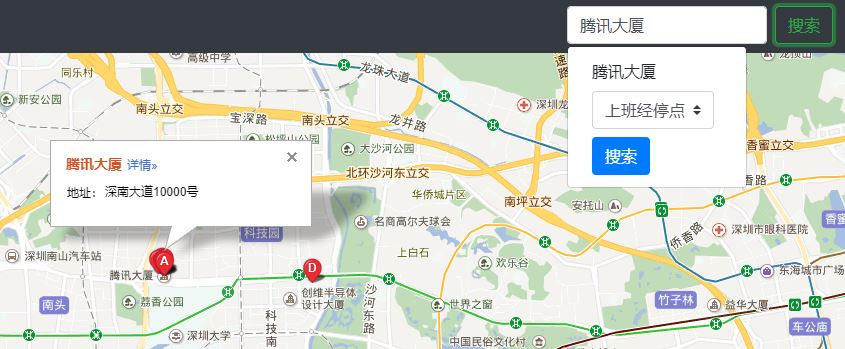 腾讯大厦
搜索
腾讯大厦
上班经停点
搜索
高级中学
同乐村
龙珠大道
新安公园
南头立交
宝深路
南头立交
龙井路
松坪山公园
大沙河公园
北环沙河东立交
香蜜立交
香蜜
腾讯大厦 详情»
地址：深南大道10000号
华侨城片区
南坪立交
安托山
侨香路
深圳市眼科医院
科技园
名商高尔夫球会
上白石
深圳南山汽车站
腾讯大厦
A
D
欢乐谷
东海城市广场
南头
荔香公园
创维半导体
设计大厦
沙河东路
世界之窗
竹子林
益华大厦
车公庙
深圳大学
科技南
中国民俗文化村